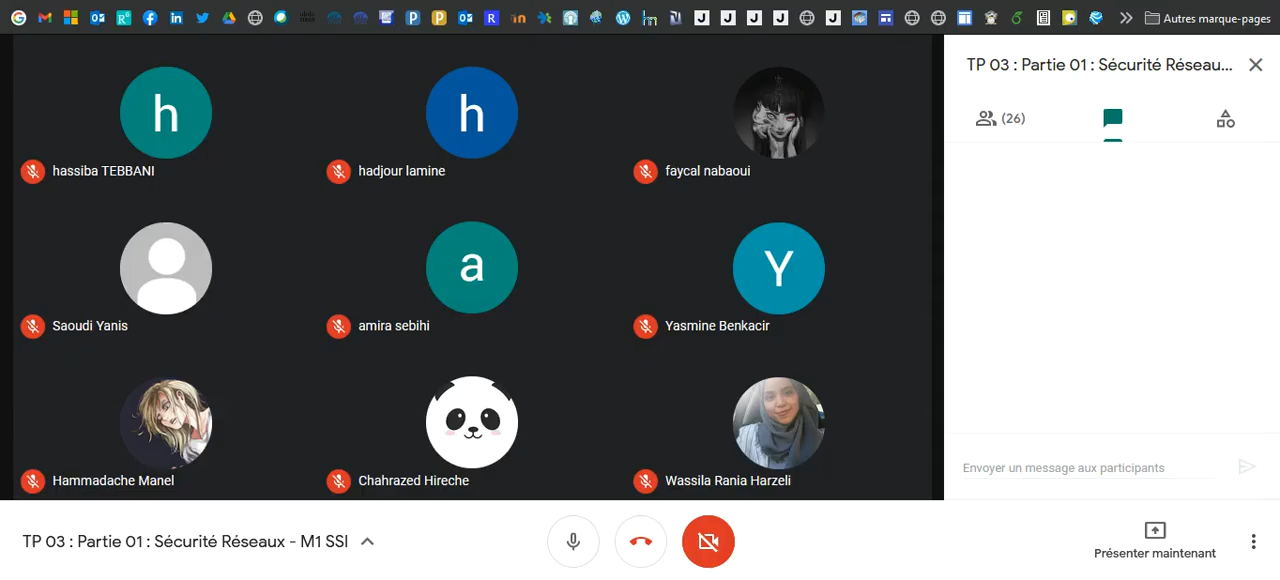 Autres marque-pages
TP 03 : Partie 01 : Sécurité Réseau...
(26)
h
hassiba TEBBANI
h
hadjour lamine
faycal nabaoui
Saoudi Yanis
a
amira sebihi
Y
Yasmine Benkacir
Hammadache Manel
Chahrazed Hireche
Wassila Rania Harzeli
Envoyer un message aux participants
TP 03 : Partie 01 : Sécurité Réseaux - M1 SSI
Présenter maintenant